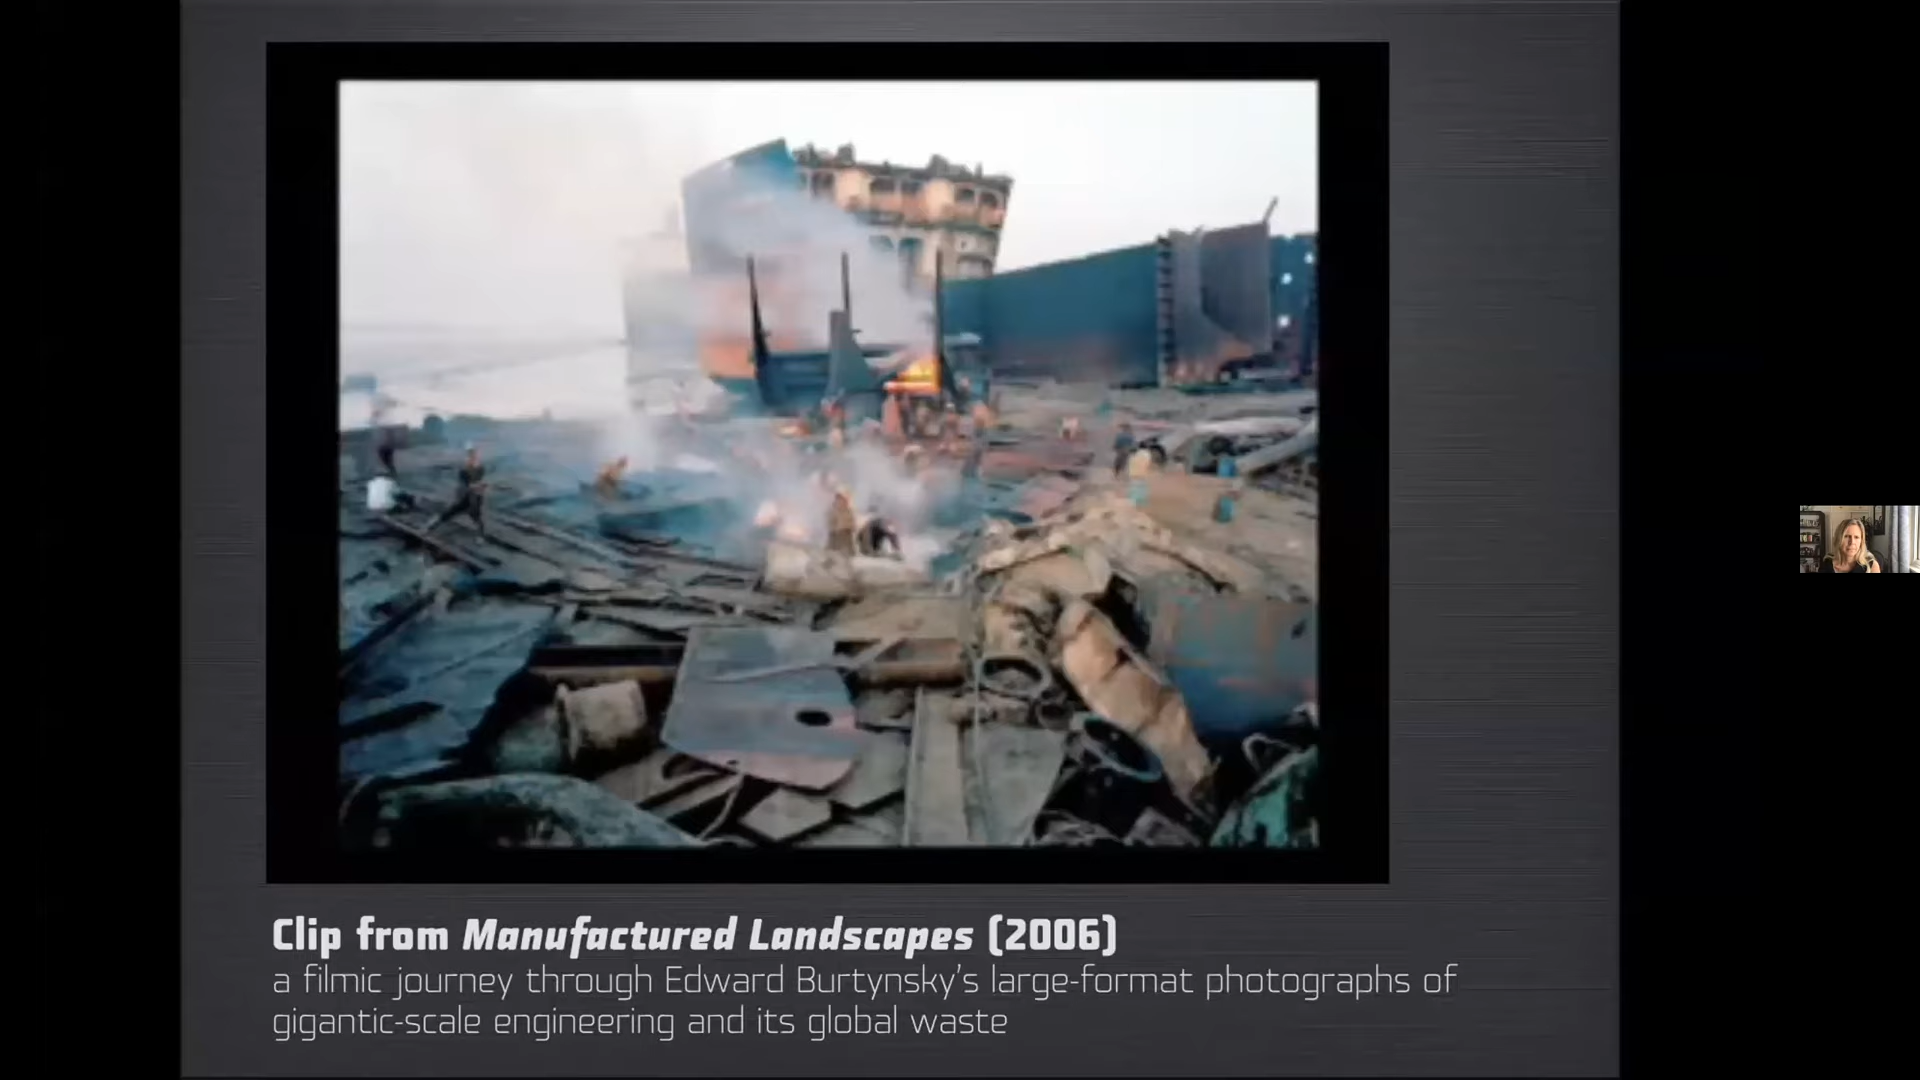 Clip from Manufactured Landscapes (2006)
a filmic journey through Edward Burtynsky's large-format photographs of
gigantic-scale engineering and its global waste